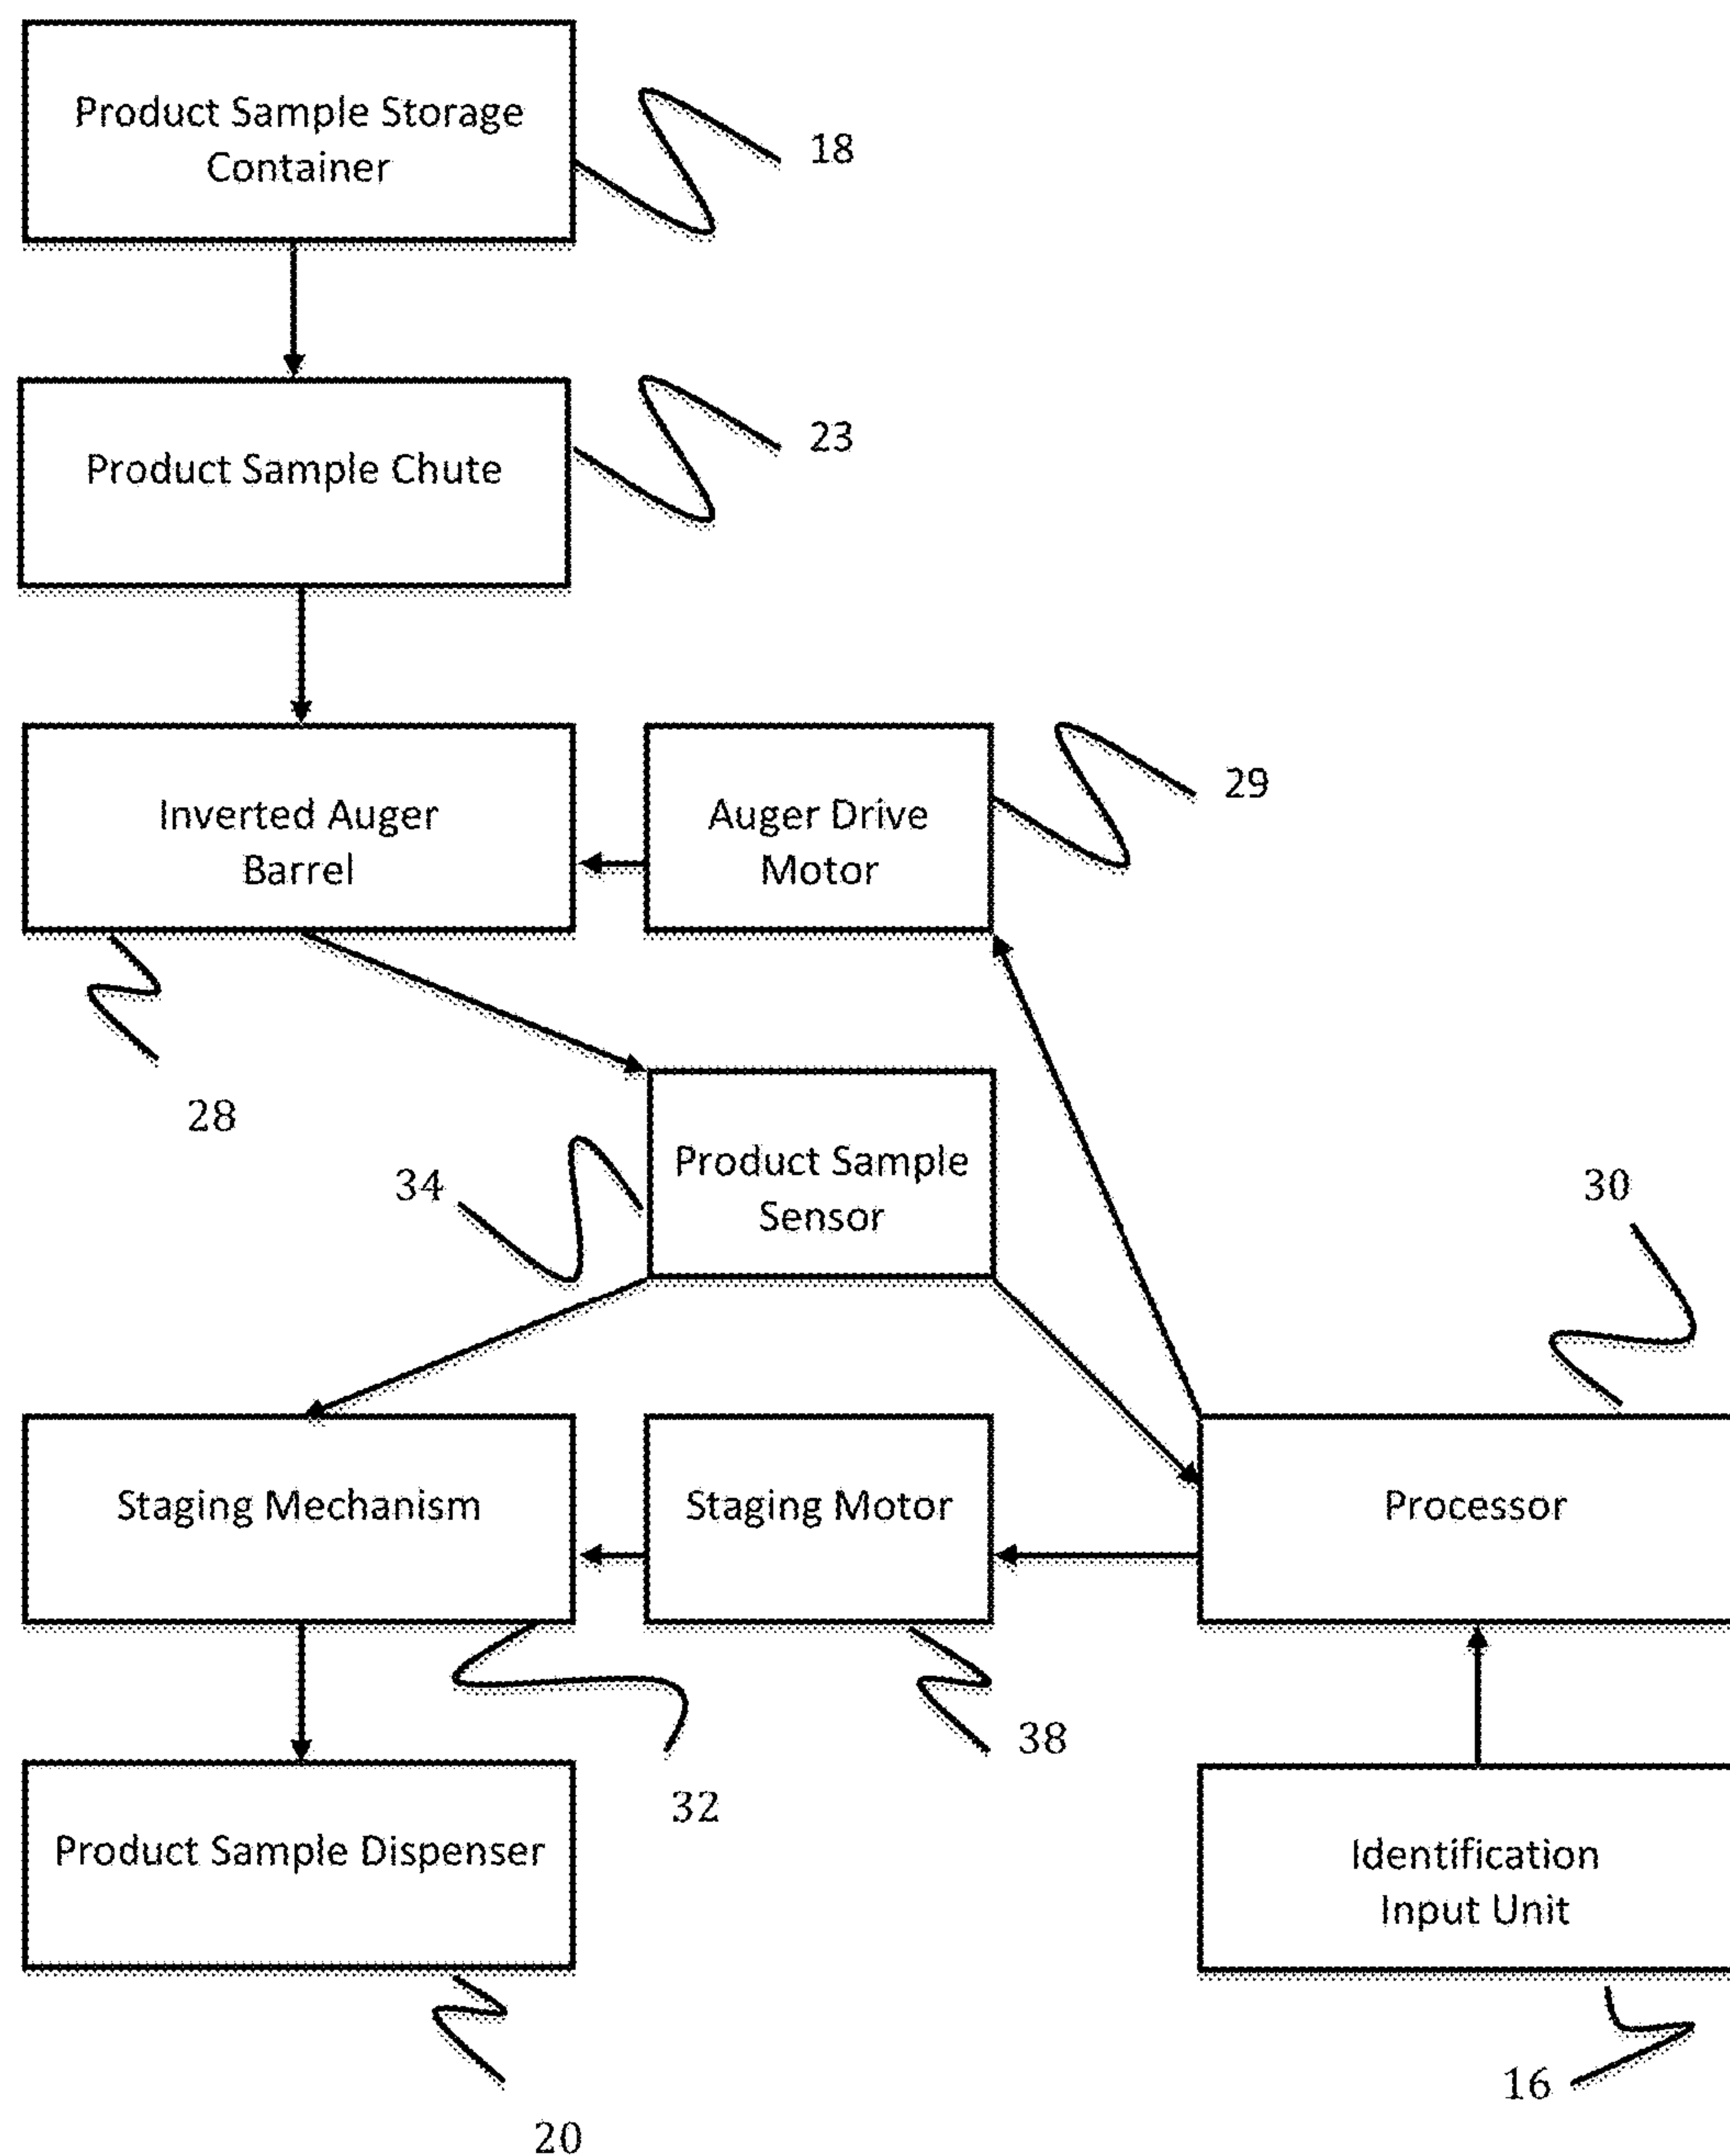 Product Sample Storage
Container
18
Product Sample Chute
23
Inverted Auger
Barrel
Auger Drive
Motor
29
28
Product Sample
Sensor
34
30
Staging Mechanism
Staging Motor
Processor
32
38
Product Sample Dispenser
Identification
Input Unit
16
20